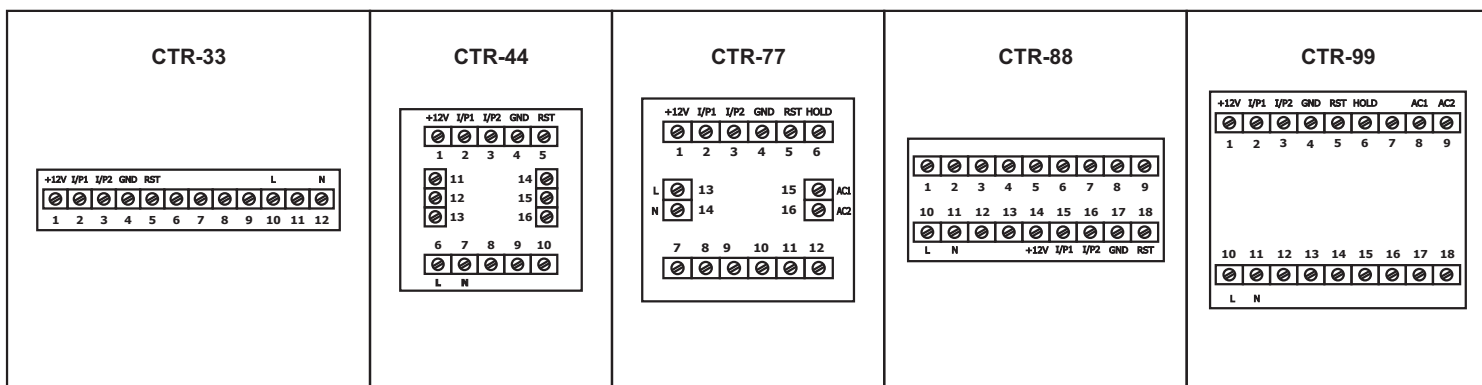 CTR-33
+12V I/P1 I/P2 GND RST L N
1 2 3 4 5 6 7 8 9 10 11 12
CTR-44
+12V I/P1 I/P2 GND RST
1 2 3 4 5
11 14
12 15
13 16
6 7 8 9 10
L N
CTR-77
+12V I/P1 I/P2 GND RST HOLD
1 2 3 4 5 6
L 13 15 AC1
N 14 16 AC2
7 8 9 10 11 12
CTR-88
1 2 3 4 5 6 7 8 9
10 11 12 13 14 15 16 17 18
L N +12V I/P1 I/P2 GND RST
CTR-99
+12V I/P1 I/P2 GND RST HOLD AC1 AC2
1 2 3 4 5 6 7 8 9
10 11 12 13 14 15 16 17 18
L N